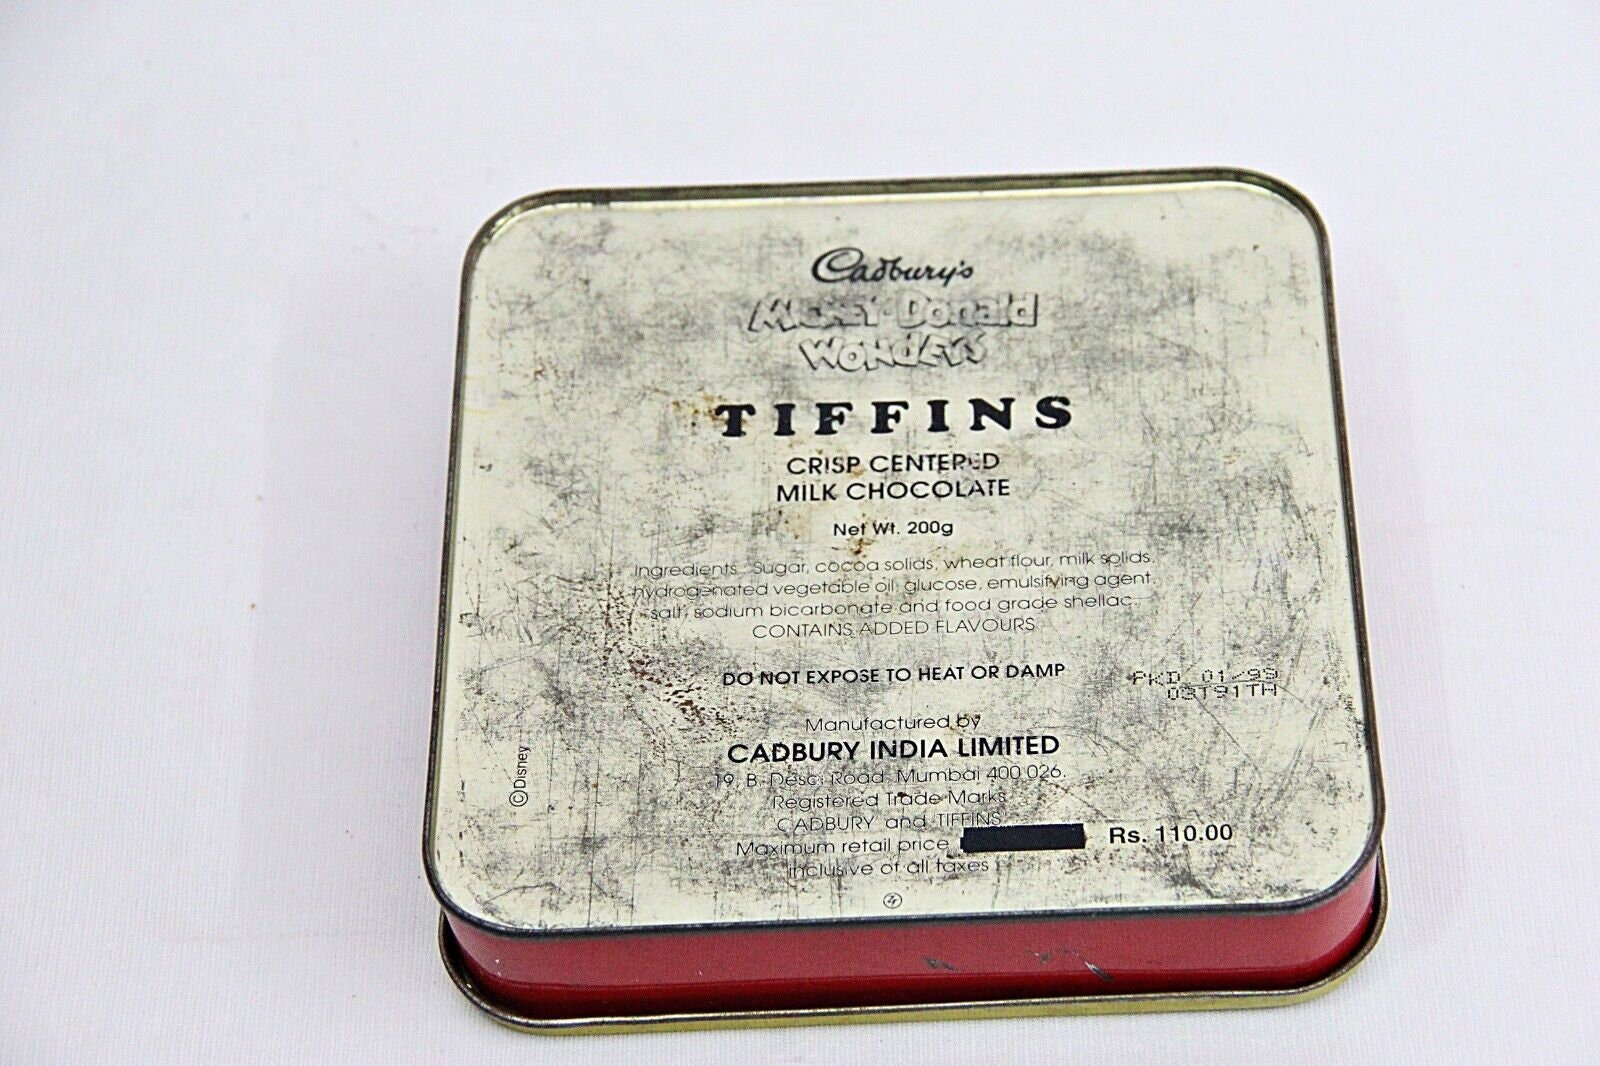 Cadbury's
Mickey-Donald
Wonders
TIFFINS
CRISP CENTERED
MILK CHOCOLATE
Net Wt. 200g
Ingredients: Sugar, cocoa solids, wheat flour, milk solids,
hydrogenated vegetable oil, glucose, emulsifying agent,
salt, sodium bicarbonate and food grade shellac.
CONTAINS ADDED FLAVOURS
DO NOT EXPOSE TO HEAT OR DAMP
PKD 01/99
03T91TH
Manufactured by
CADBURY INDIA LIMITED
19, B. Desai Road, Mumbai 400 026.
Registered Trade Marks
CADBURY and TIFFINS
Maximum retail price Rs. 110.00
inclusive of all taxes
©Disney